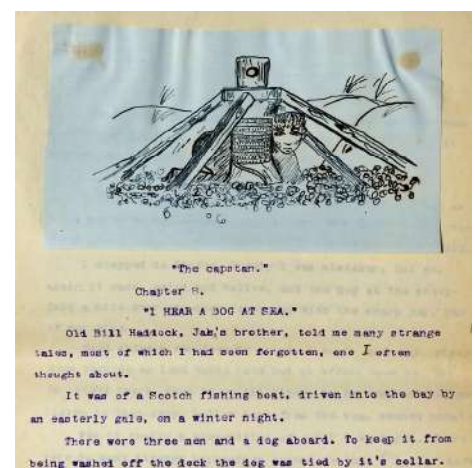 "The capstan."
Chapter 8.
"I HEAR A DOG AT SEA."
Old Bill Haddock, Jab's brother, told me many strange
tales, most of which I had soon forgotten, one I often
thought about.
It was of a Scotch fishing boat, driven into the bay by
an easterly gale, on a winter night.
There were three men and a dog aboard. To keep it from
being washed off the deck the dog was tied by it's collar.